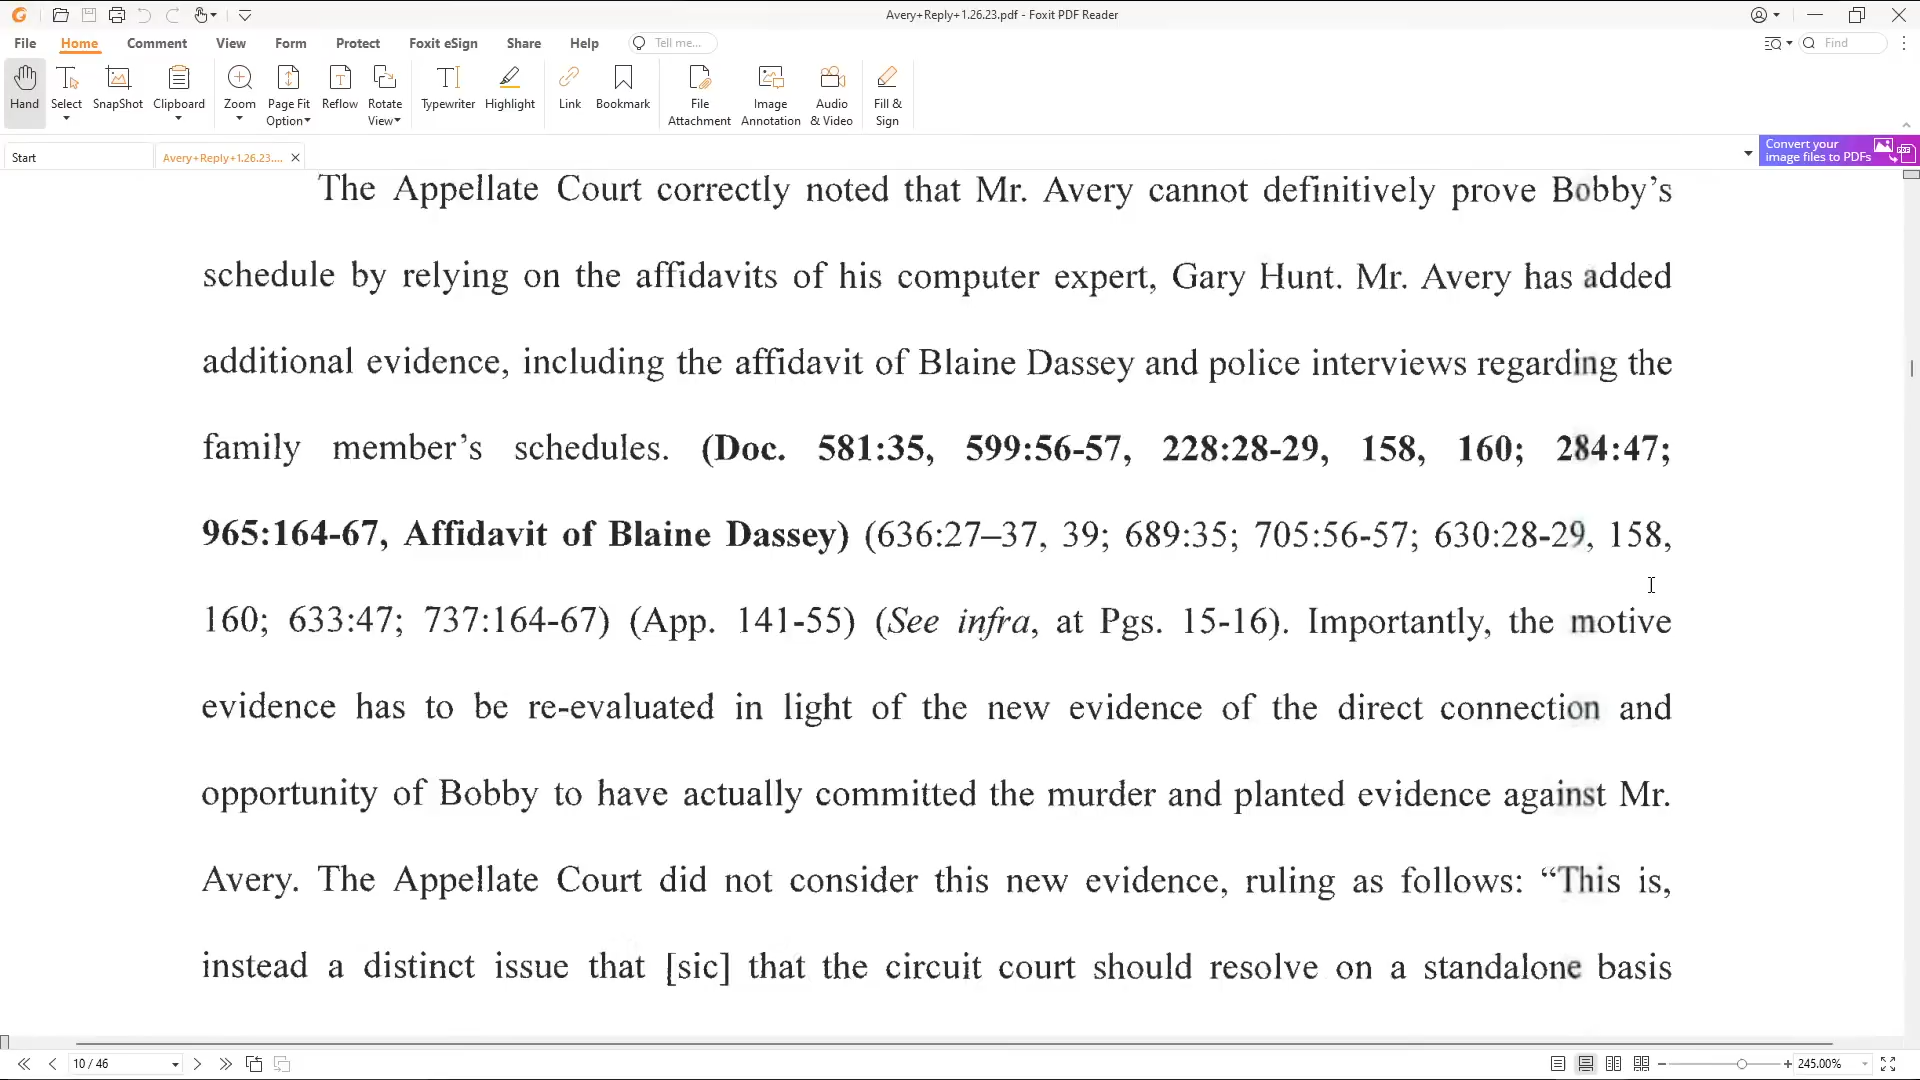 Avery+Reply+1.26.23.pdf - Foxit PDF Reader
File Home Comment View Form Protect Foxit eSign Share Help Tell me... Find
Hand Select SnapShot Clipboard Zoom Page Fit Option Reflow Rotate View Typewriter Highlight Link Bookmark File Attachment Image Annotation Audio & Video Fill & Sign
Start Avery+Reply+1.26.23....
Convert your
image files to PDFs
The Appellate Court correctly noted that Mr. Avery cannot definitively prove Bobby’s
schedule by relying on the affidavits of his computer expert, Gary Hunt. Mr. Avery has added
additional evidence, including the affidavit of Blaine Dassey and police interviews regarding the
family member’s schedules. (Doc. 581:35, 599:56-57, 228:28-29, 158, 160; 284:47;
965:164-67, Affidavit of Blaine Dassey) (636:27–37, 39; 689:35; 705:56-57; 630:28-29, 158,
160; 633:47; 737:164-67) (App. 141-55) (See infra, at Pgs. 15-16). Importantly, the motive
evidence has to be re-evaluated in light of the new evidence of the direct connection and
opportunity of Bobby to have actually committed the murder and planted evidence against Mr.
Avery. The Appellate Court did not consider this new evidence, ruling as follows: “This is,
instead a distinct issue that [sic] that the circuit court should resolve on a standalone basis
10 / 46 245.00%